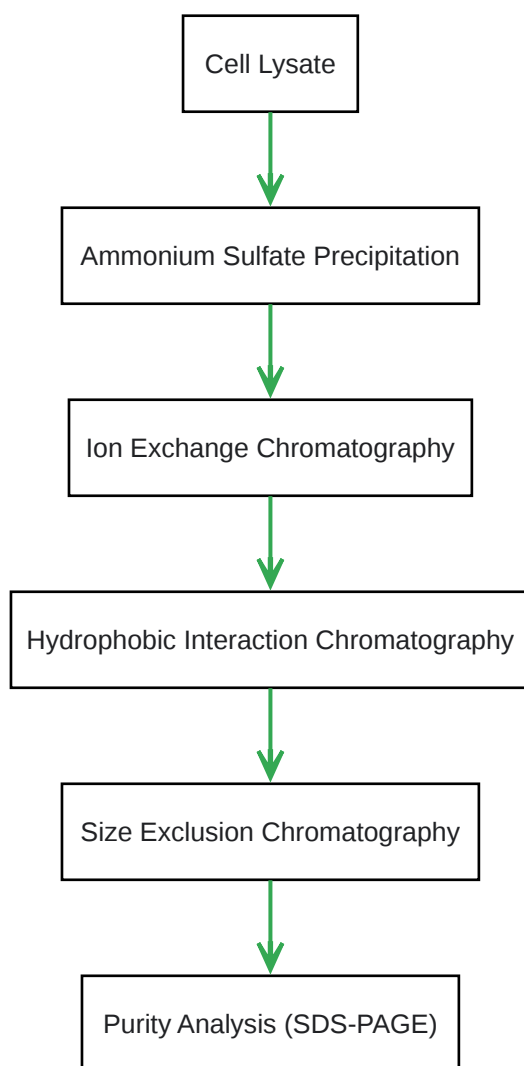 Cell Lysate
Ammonium Sulfate Precipitation
Ion Exchange Chromatography
Hydrophobic Interaction Chromatography
Size Exclusion Chromatography
Purity Analysis (SDS-PAGE)